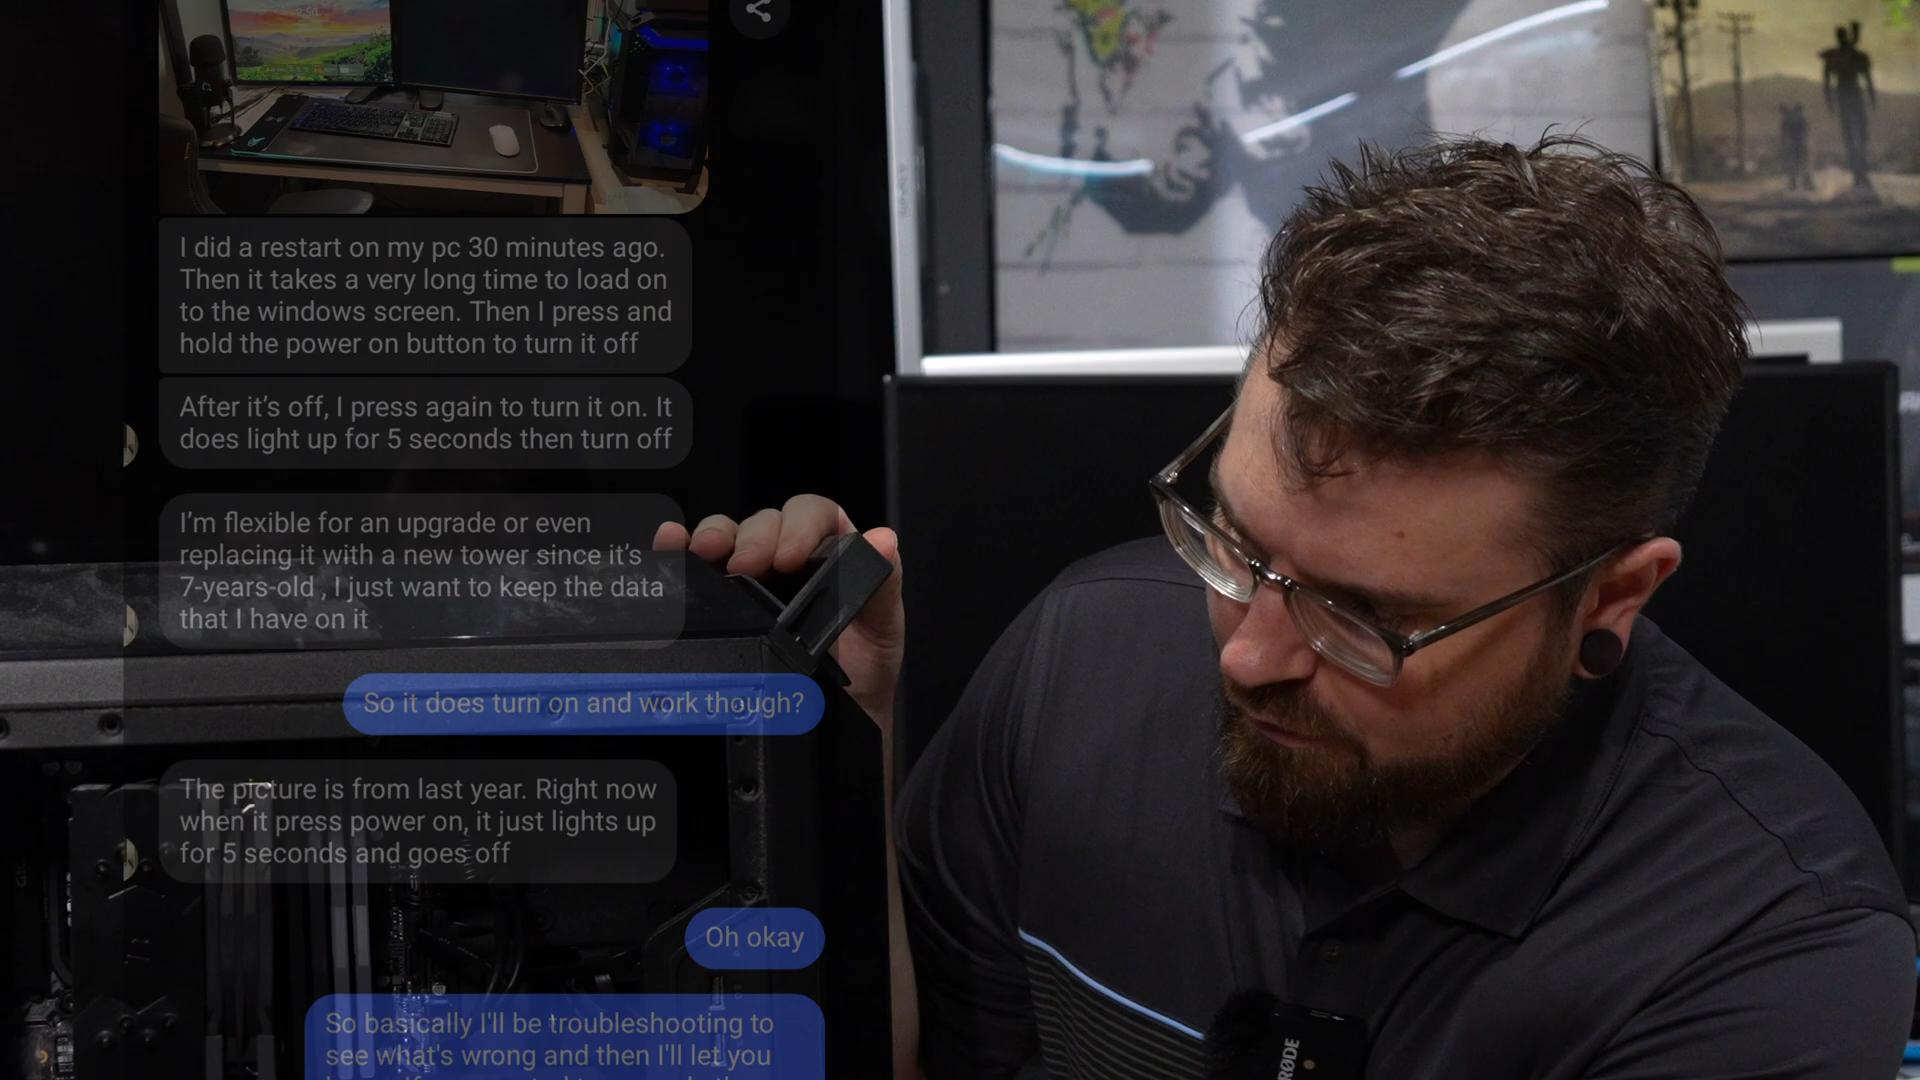 I did a restart on my pc 30 minutes ago.
Then it takes a very long time to load on
to the windows screen. Then I press and
hold the power on button to turn it off
After it's off, I press again to turn it on. It
does light up for 5 seconds then turn off
I'm flexible for an upgrade or even
replacing it with a new tower since it's
7-years-old , I just want to keep the data
that I have on it
So it does turn on and work though?
The picture is from last year. Right now
when it press power on, it just lights up
for 5 seconds and goes off
Oh okay
So basically I'll be troubleshooting to
see what's wrong and then I'll let you
RØDE